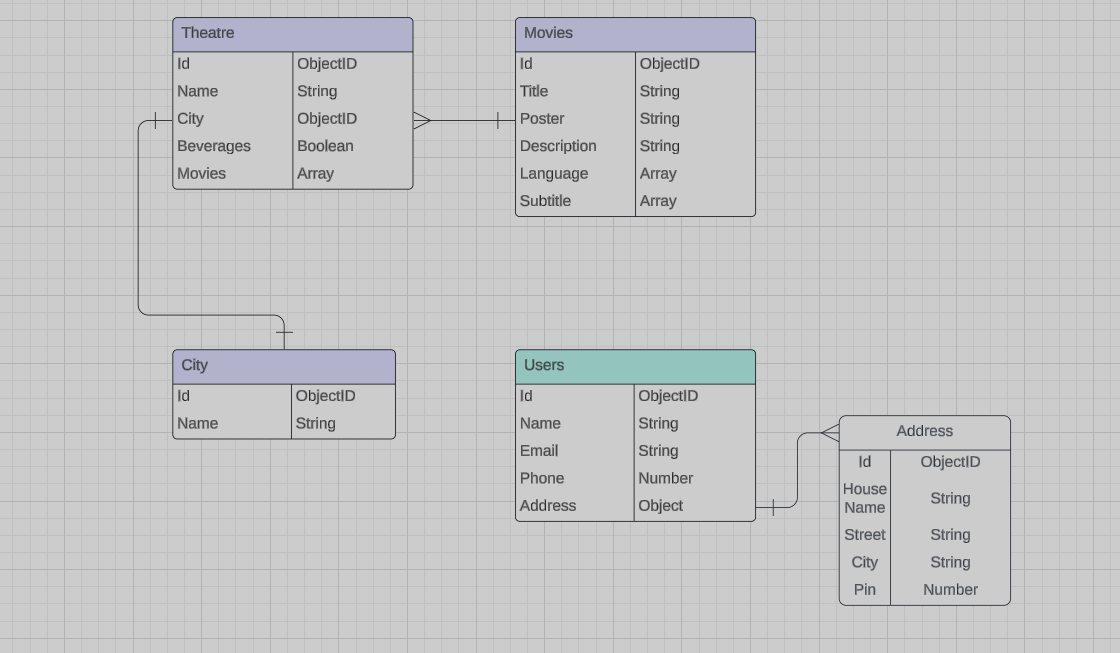 Theatre
Id ObjectID
Name String
City ObjectID
Beverages Boolean
Movies Array
Movies
Id ObjectID
Title String
Poster String
Description String
Language Array
Subtitle Array
City
Id ObjectID
Name String
Users
Id ObjectID
Name String
Email String
Phone Number
Address Object
Address
Id ObjectID
House
Name String
Street String
City String
Pin Number